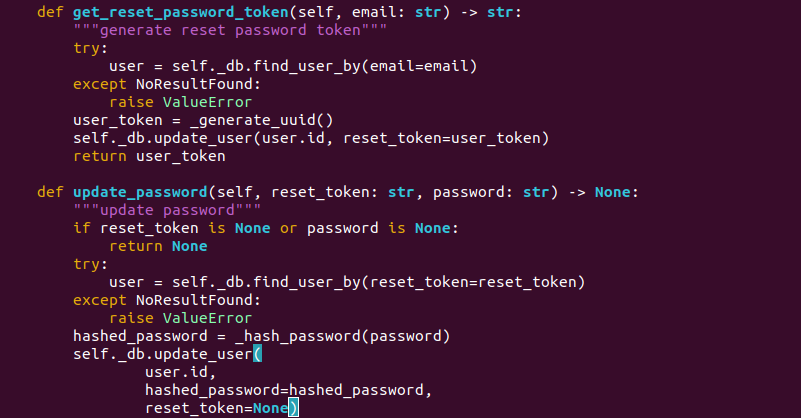 def get_reset_password_token(self, email: str) -> str:
        """generate reset password token"""
        try:
            user = self._db.find_user_by(email=email)
        except NoResultFound:
            raise ValueError
        user_token = _generate_uuid()
        self._db.update_user(user.id, reset_token=user_token)
        return user_token

    def update_password(self, reset_token: str, password: str) -> None:
        """update password"""
        if reset_token is None or password is None:
            return None
        try:
            user = self._db.find_user_by(reset_token=reset_token)
        except NoResultFound:
            raise ValueError
        hashed_password = _hash_password(password)
        self._db.update_user(
                user.id,
                hashed_password=hashed_password,
                reset_token=None)